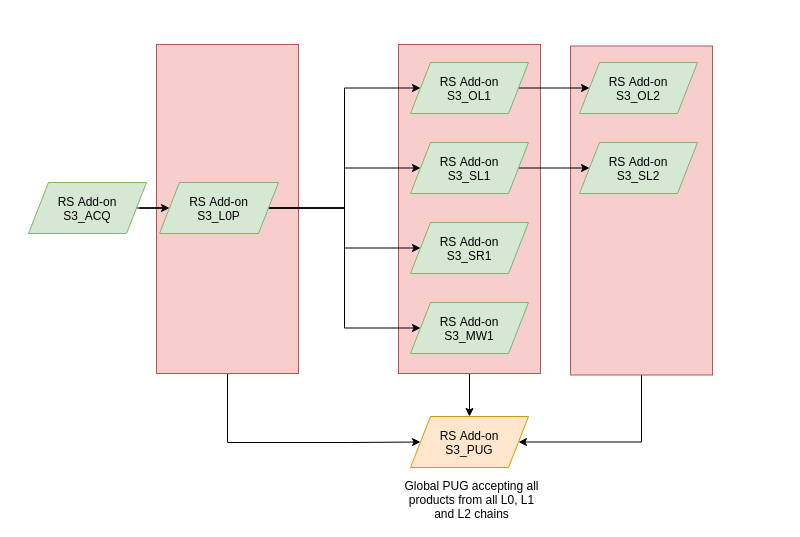 RS Add-on
S3_ACQ
RS Add-on
S3_L0P
RS Add-on
S3_OL1
RS Add-on
S3_SL1
RS Add-on
S3_SR1
RS Add-on
S3_MW1
RS Add-on
S3_OL2
RS Add-on
S3_SL2
RS Add-on
S3_PUG
Global PUG accepting all
products from all L0, L1
and L2 chains